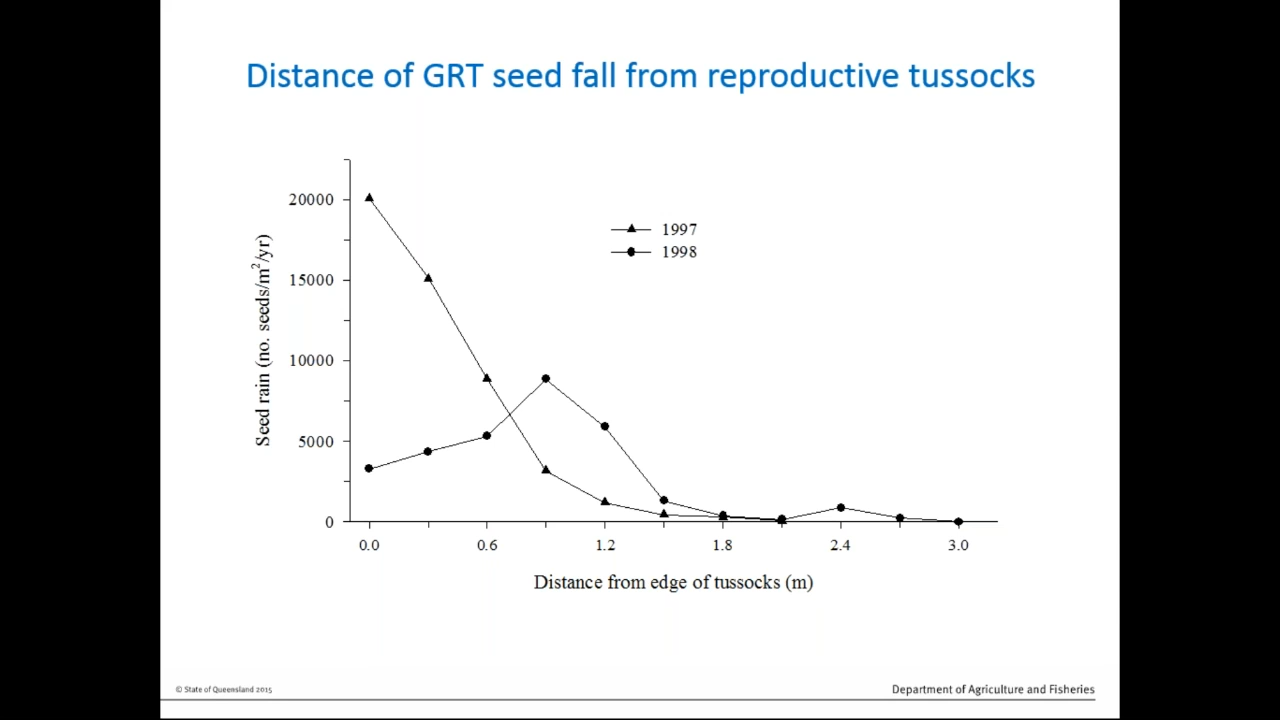 Distance of GRT seed fall from reproductive tussocks
20000
15000
10000
5000
0
Seed rain (no. seeds/m²/yr)
1997
1998
0.0 0.6 1.2 1.8 2.4 3.0
Distance from edge of tussocks (m)
© State of Queensland 2015
Department of Agriculture and Fisheries